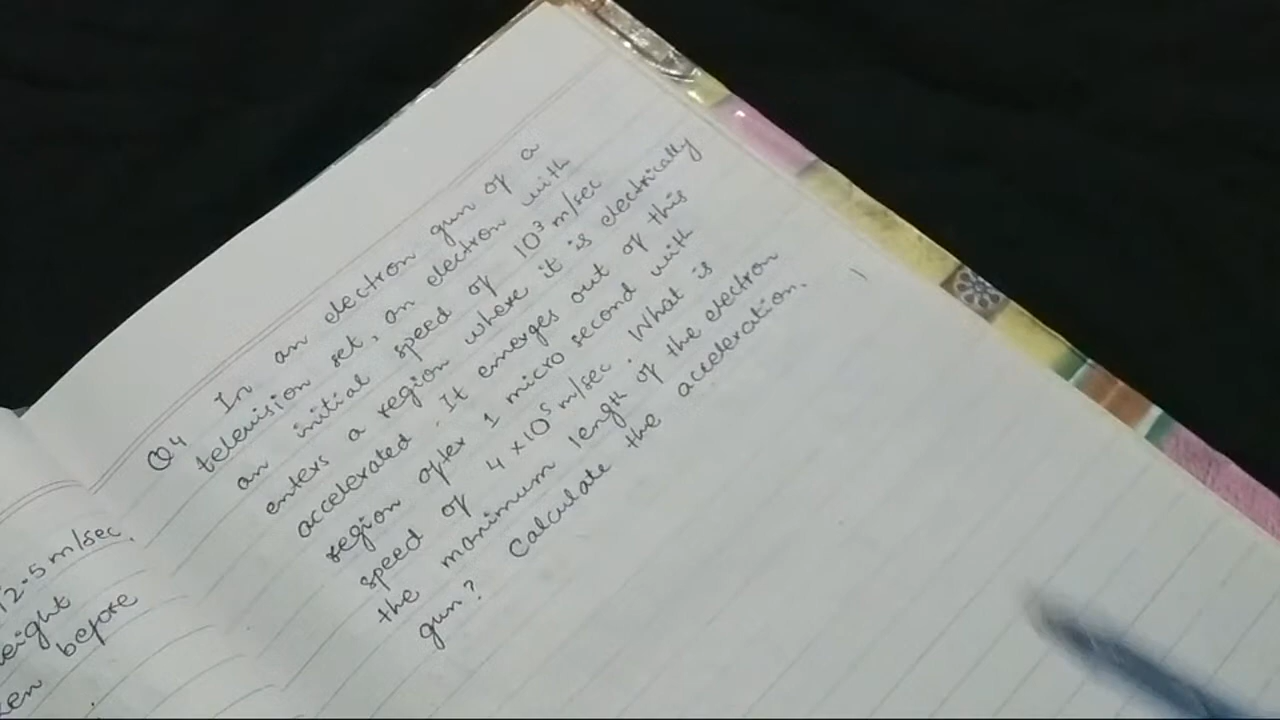 Q4 In an electron gun of a
television set, an electron with
an initial speed of 10³ m/sec
enters a region where it is electrically
accelerated. It emerges out of this
region after 1 micro second with
speed of 4 × 10⁵ m/sec. What is
the maximum length of the electron
gun? Calculate the acceleration.
12.5 m/sec.
before